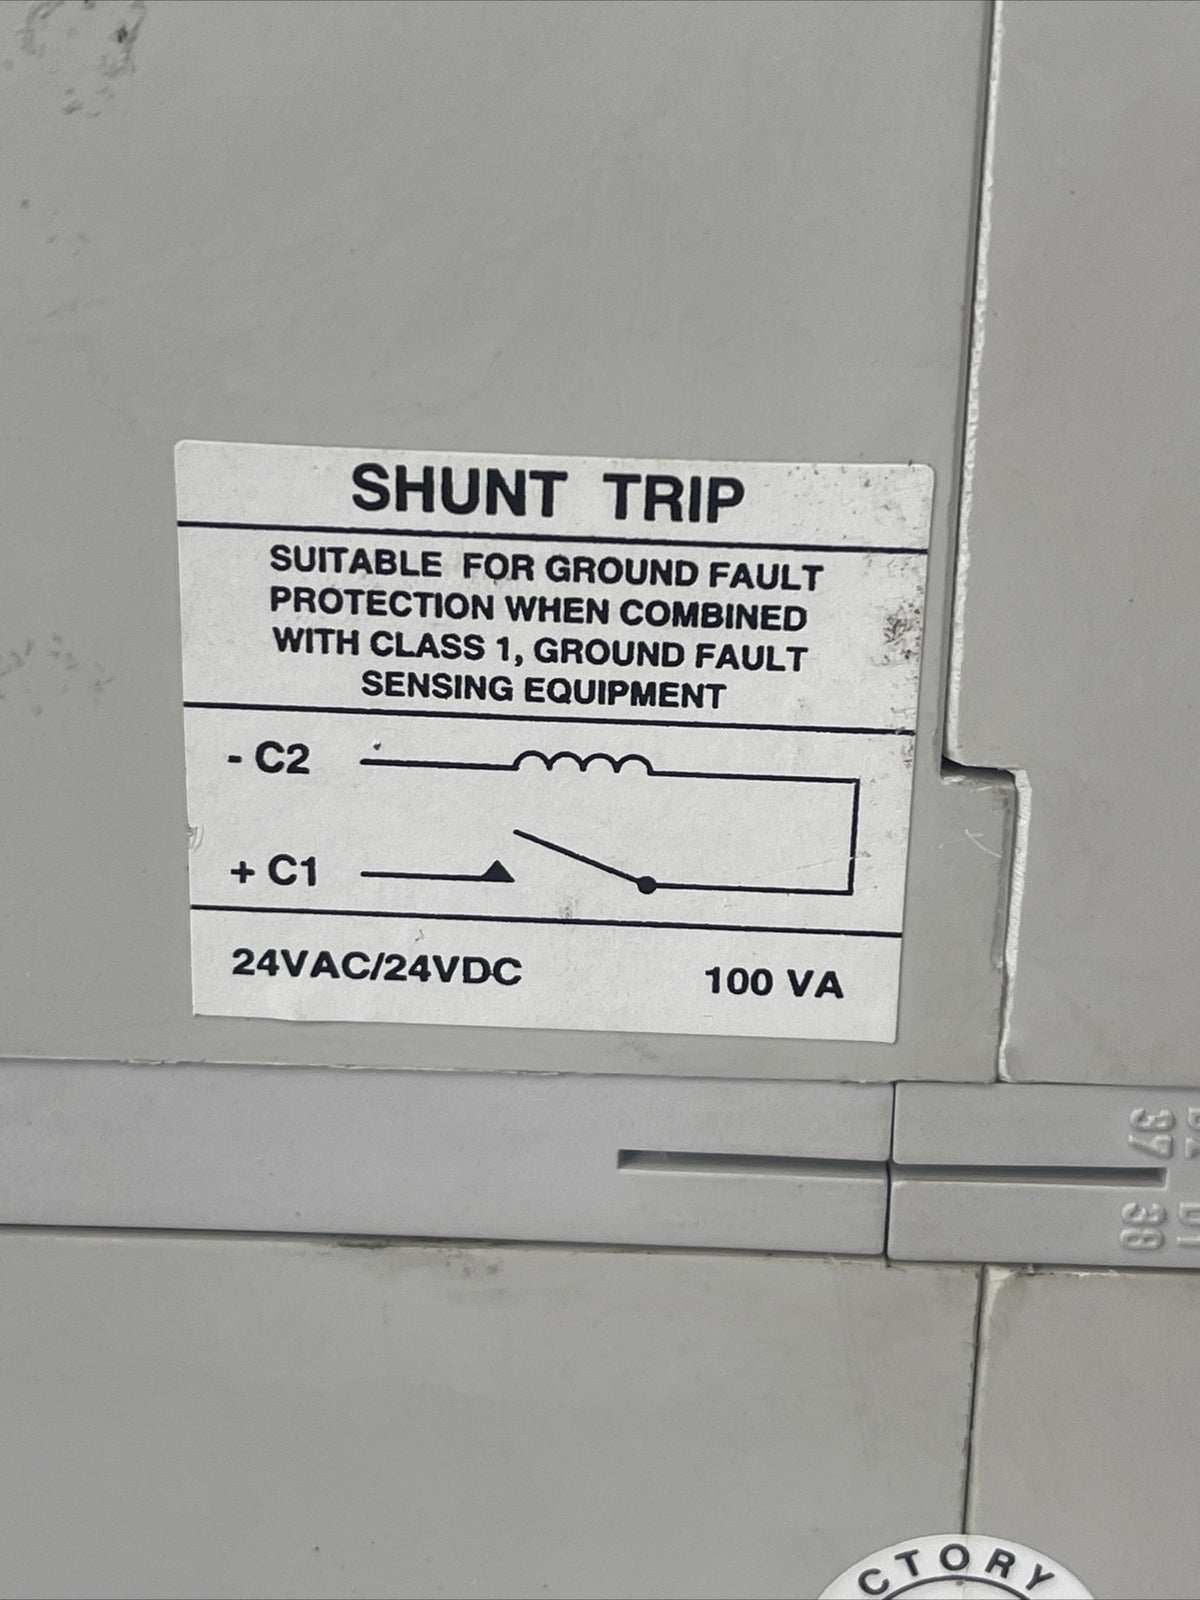 SHUNT TRIP
SUITABLE FOR GROUND FAULT
PROTECTION WHEN COMBINED
WITH CLASS 1, GROUND FAULT
SENSING EQUIPMENT
- C2
+ C1
24VAC/24VDC 100 VA
37
38
D1
CTORY